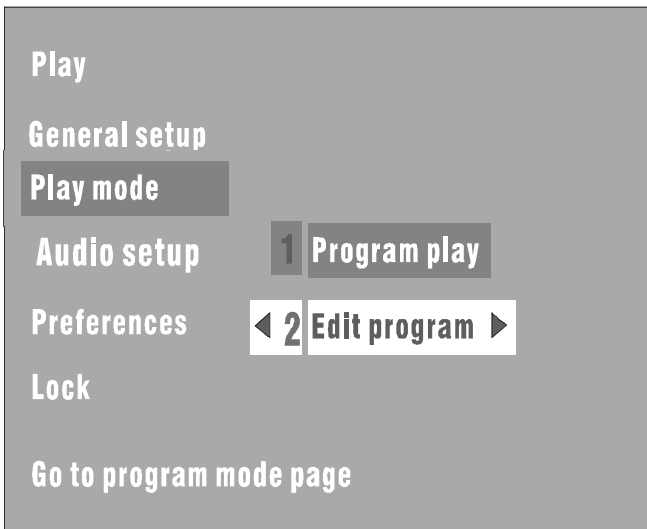 Play
General setup
Play mode
Audio setup
1 Program play
Preferences
2 Edit program
Lock
Go to program mode page